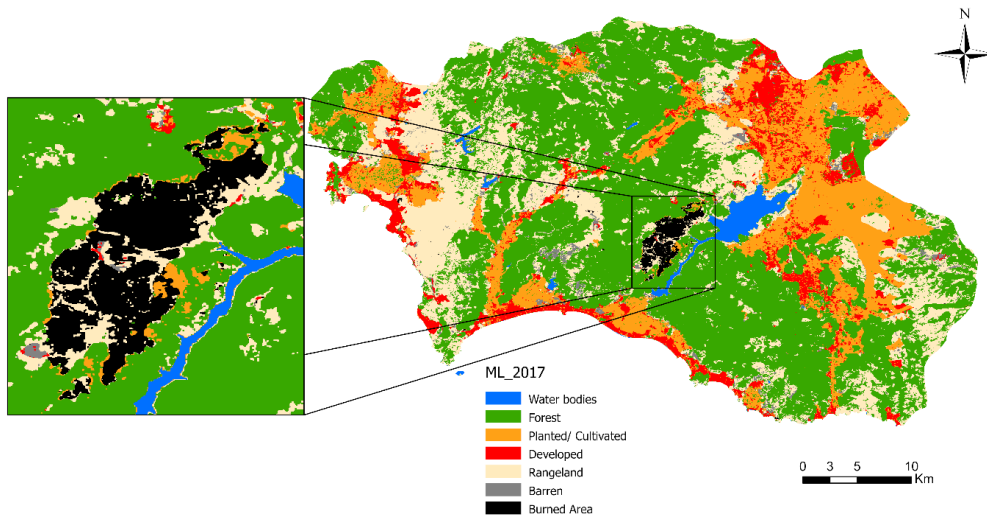 N
ML_2017
Water bodies
Forest
Planted/ Cultivated
Developed
Rangeland
Barren
Burned Area
0 3 5 10
Km